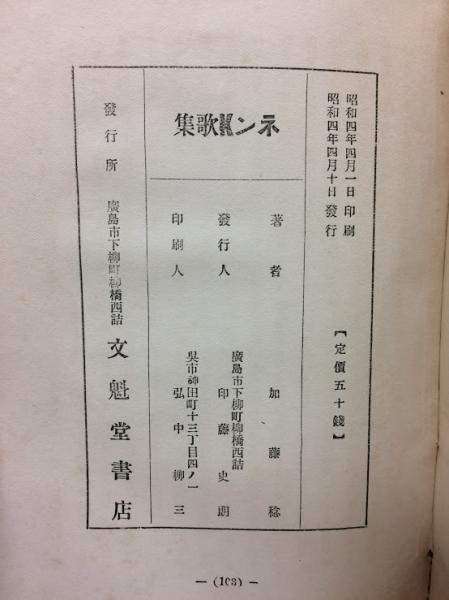 昭和四年四月一日印刷
昭和四年四月十日發行
【定價五十錢】
ネンM歌集
著者 加藤稔
廣島市下柳町柳橋西詰
發行人 印藤史朗
吳市神田町十三丁目四ノ一
印刷人 弘中柳三
發行所 廣島市下柳町柳橋西詰 文魁堂書店
— (103) —